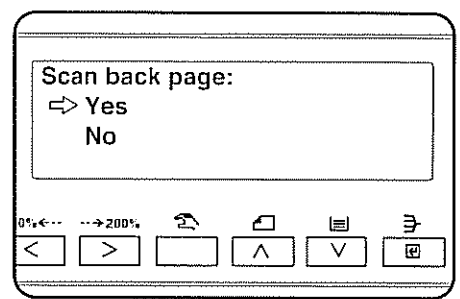 Scan back page:
⇨ Yes
No
0%←-- --→200%
< > ∧ ∨ ↵